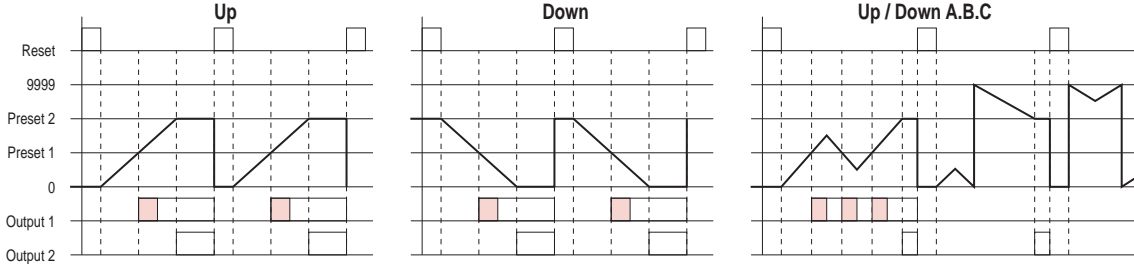 Up
Down
Up / Down A.B.C
Reset
9999
Preset 2
Preset 1
0
Output 1
Output 2